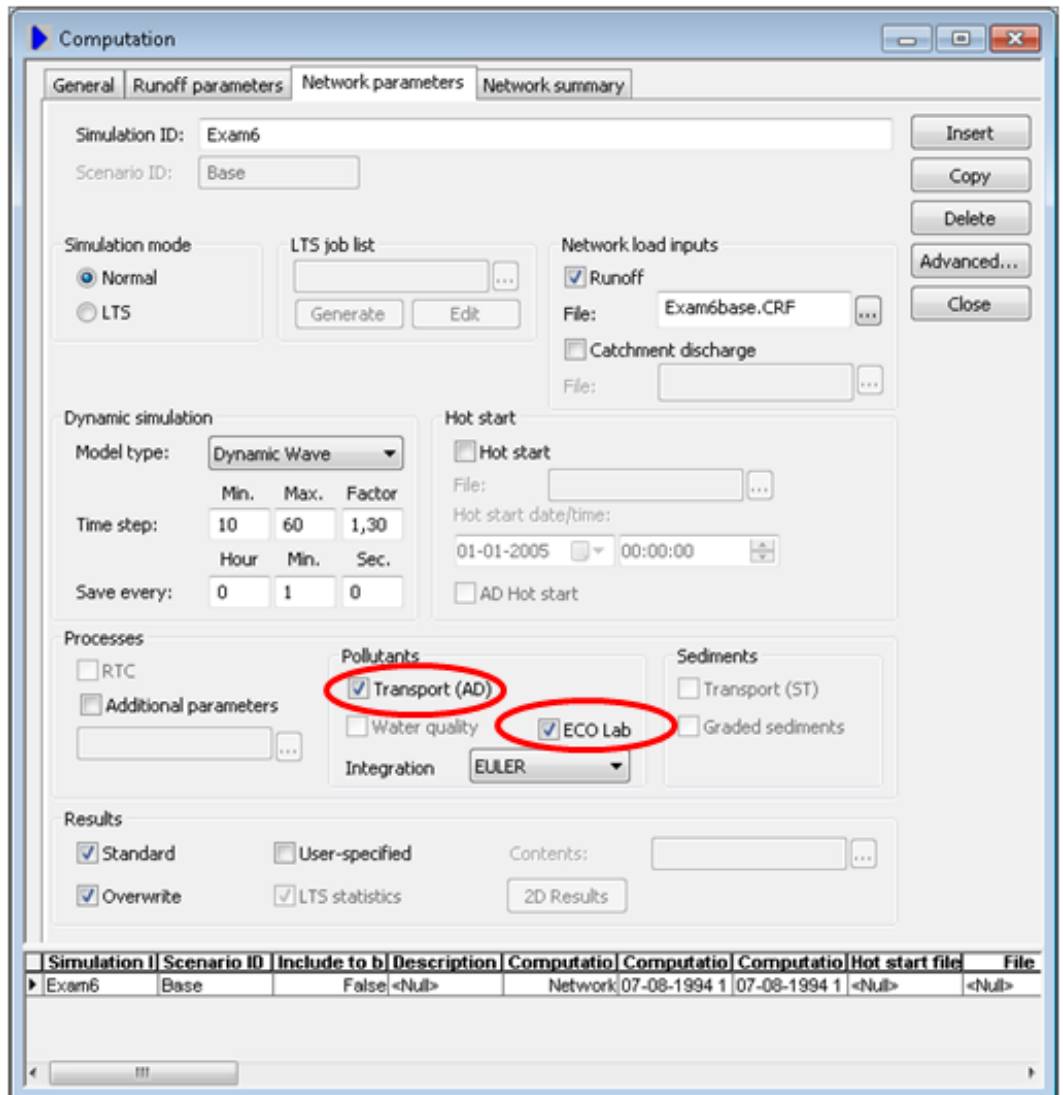 Computation
General Runoff parameters Network parameters Network summary
Simulation ID: Exam6 Insert
Scenario ID: Base Copy
Delete
Simulation mode LTS job list Network load inputs
Advanced...
Normal ... Runoff
LTS Generate Edit File: Exam6base.CRF ... Close
Catchment discharge
File: ...
Dynamic simulation Hot start
Model type: Dynamic Wave Hot start
Min. Max. Factor File: ...
Time step: 10 60 1,30 Hot start date/time:
Hour Min. Sec. 01-01-2005 00:00:00
Save every: 0 1 0 AD Hot start
Processes Pollutants Sediments
RTC Transport (AD) Transport (ST)
Additional parameters Water quality ECO Lab Graded sediments
... Integration EULER
Results
Standard User-specified Contents: ...
Overwrite LTS statistics 2D Results
Simulation I Scenario ID Include to b Description Computatio Computatio Computatio Hot start file File
Exam6 Base False <Null> Network 07-08-1994 1 07-08-1994 1 <Null> <Null>